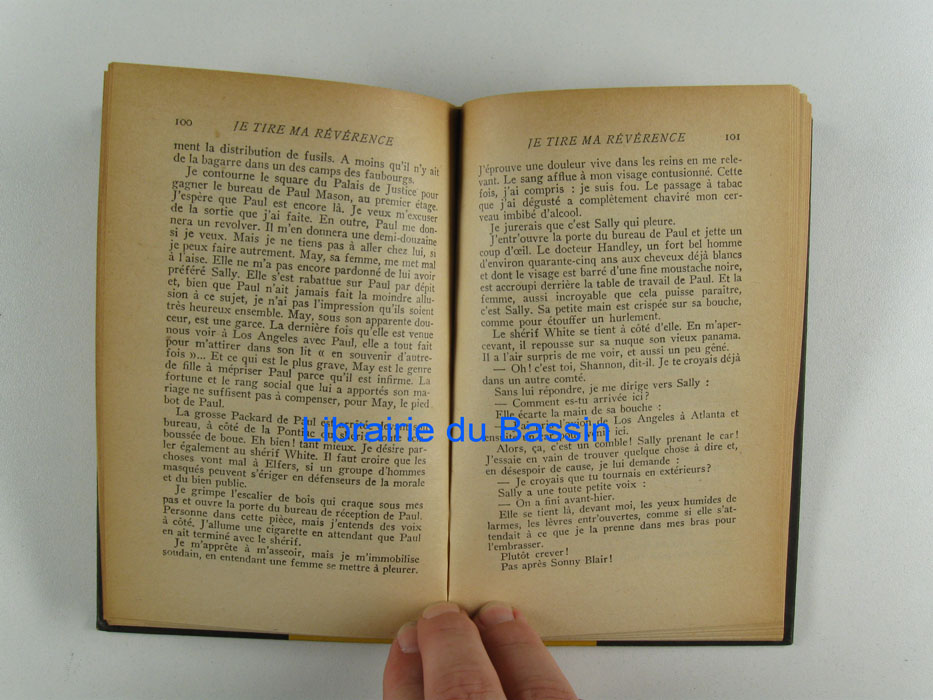 100
JE TIRE MA RÉVÉRENCE
ment la distribution de fusils. A moins qu'il n'y ait
de la bagarre dans un des camps des faubourgs.
Je contourne le square du Palais de Justice pour
gagner le bureau de Paul Mason, au premier étage.
J'espère que Paul est encore là. Je veux m'excuser
de la sortie que j'ai faite. En outre, Paul me don-
nera un revolver. Il m'en donnera une demi-douzaine
si je veux. Mais je ne tiens pas à aller chez lui, si
je peux faire autrement. May, sa femme, me met mal
à l'aise. Elle ne m'a pas encore pardonné de lui avoir
préféré Sally. Elle s'est rabattue sur Paul par dépit
et, bien que Paul n'ait jamais fait la moindre allu-
sion à ce sujet, je n'ai pas l'impression qu'ils soient
très heureux ensemble. May, sous son apparente dou-
ceur, est une garce. La dernière fois qu'elle est venue
nous voir à Los Angeles avec Paul, elle a tout fait
pour m'attirer dans son lit « en souvenir d'autre-
fois »... Et ce qui est le plus grave, May est le genre
de fille à mépriser Paul parce qu'il est infirme. La
fortune et le rang social que lui a apportés son ma-
riage ne suffisent pas à compenser, pour May, le pied
bot de Paul.
La grosse Packard de Paul est
bureau, à côté de la Pontiac du shérif
boussée de boue. Eh bien! tant mieux. Je désire par-
ler également au shérif White. Il faut croire que les
choses vont mal à Elfers, si un groupe d'hommes
masqués peuvent s'ériger en défenseurs de la morale
et du bien public.
Je grimpe l'escalier de bois qui craque sous mes
pas et ouvre la porte du bureau de réception de Paul.
Personne dans cette pièce, mais j'entends des voix
à côté. J'allume une cigarette en attendant que Paul
en ait terminé avec le shérif.
Je m'apprête à m'asseoir, mais je m'immobilise
soudain, en entendant une femme se mettre à pleurer.
JE TIRE MA RÉVÉRENCE
101
J'éprouve une douleur vive dans les reins en me rele-
vant. Le sang afflue à mon visage contusionné. Cette
fois, j'ai compris : je suis fou. Le passage à tabac
que j'ai dégusté a complètement chaviré mon cer-
veau imbibé d'alcool.
Je jurerais que c'est Sally qui pleure.
J'entr'ouvre la porte du bureau de Paul et jette un
coup d'œil. Le docteur Handley, un fort bel homme
d'environ quarante-cinq ans aux cheveux déjà blancs
et dont le visage est barré d'une fine moustache noire,
est accroupi derrière la table de travail de Paul. Et la
femme, aussi incroyable que cela puisse paraître,
c'est Sally. Sa petite main est crispée sur sa bouche,
comme pour étouffer un hurlement.
Le shérif White se tient à côté d'elle. En m'aper-
cevant, il repousse sur sa nuque son vieux panama.
Il a l'air surpris de me voir, et aussi un peu gêné.
— Oh! c'est toi, Shannon, dit-il. Je te croyais déjà
dans un autre comté.
Sans lui répondre, je me dirige vers Sally :
— Comment es-tu arrivée ici?
Elle écarte la main de sa bouche :
de Los Angeles à Atlanta et
ensuite
ici.
Alors, ça, c'est un comble! Sally prenant le car!
J'essaie en vain de trouver quelque chose à dire et,
en désespoir de cause, je lui demande :
— Je croyais que tu tournais en extérieurs?
Sally a une toute petite voix :
— On a fini avant-hier.
Elle se tient là, devant moi, les yeux humides de
larmes, les lèvres entr'ouvertes, comme si elle s'at-
tendait à ce que je la prenne dans mes bras pour
l'embrasser.
Plutôt crever!
Pas après Sonny Blair!
Librairie du Bassin